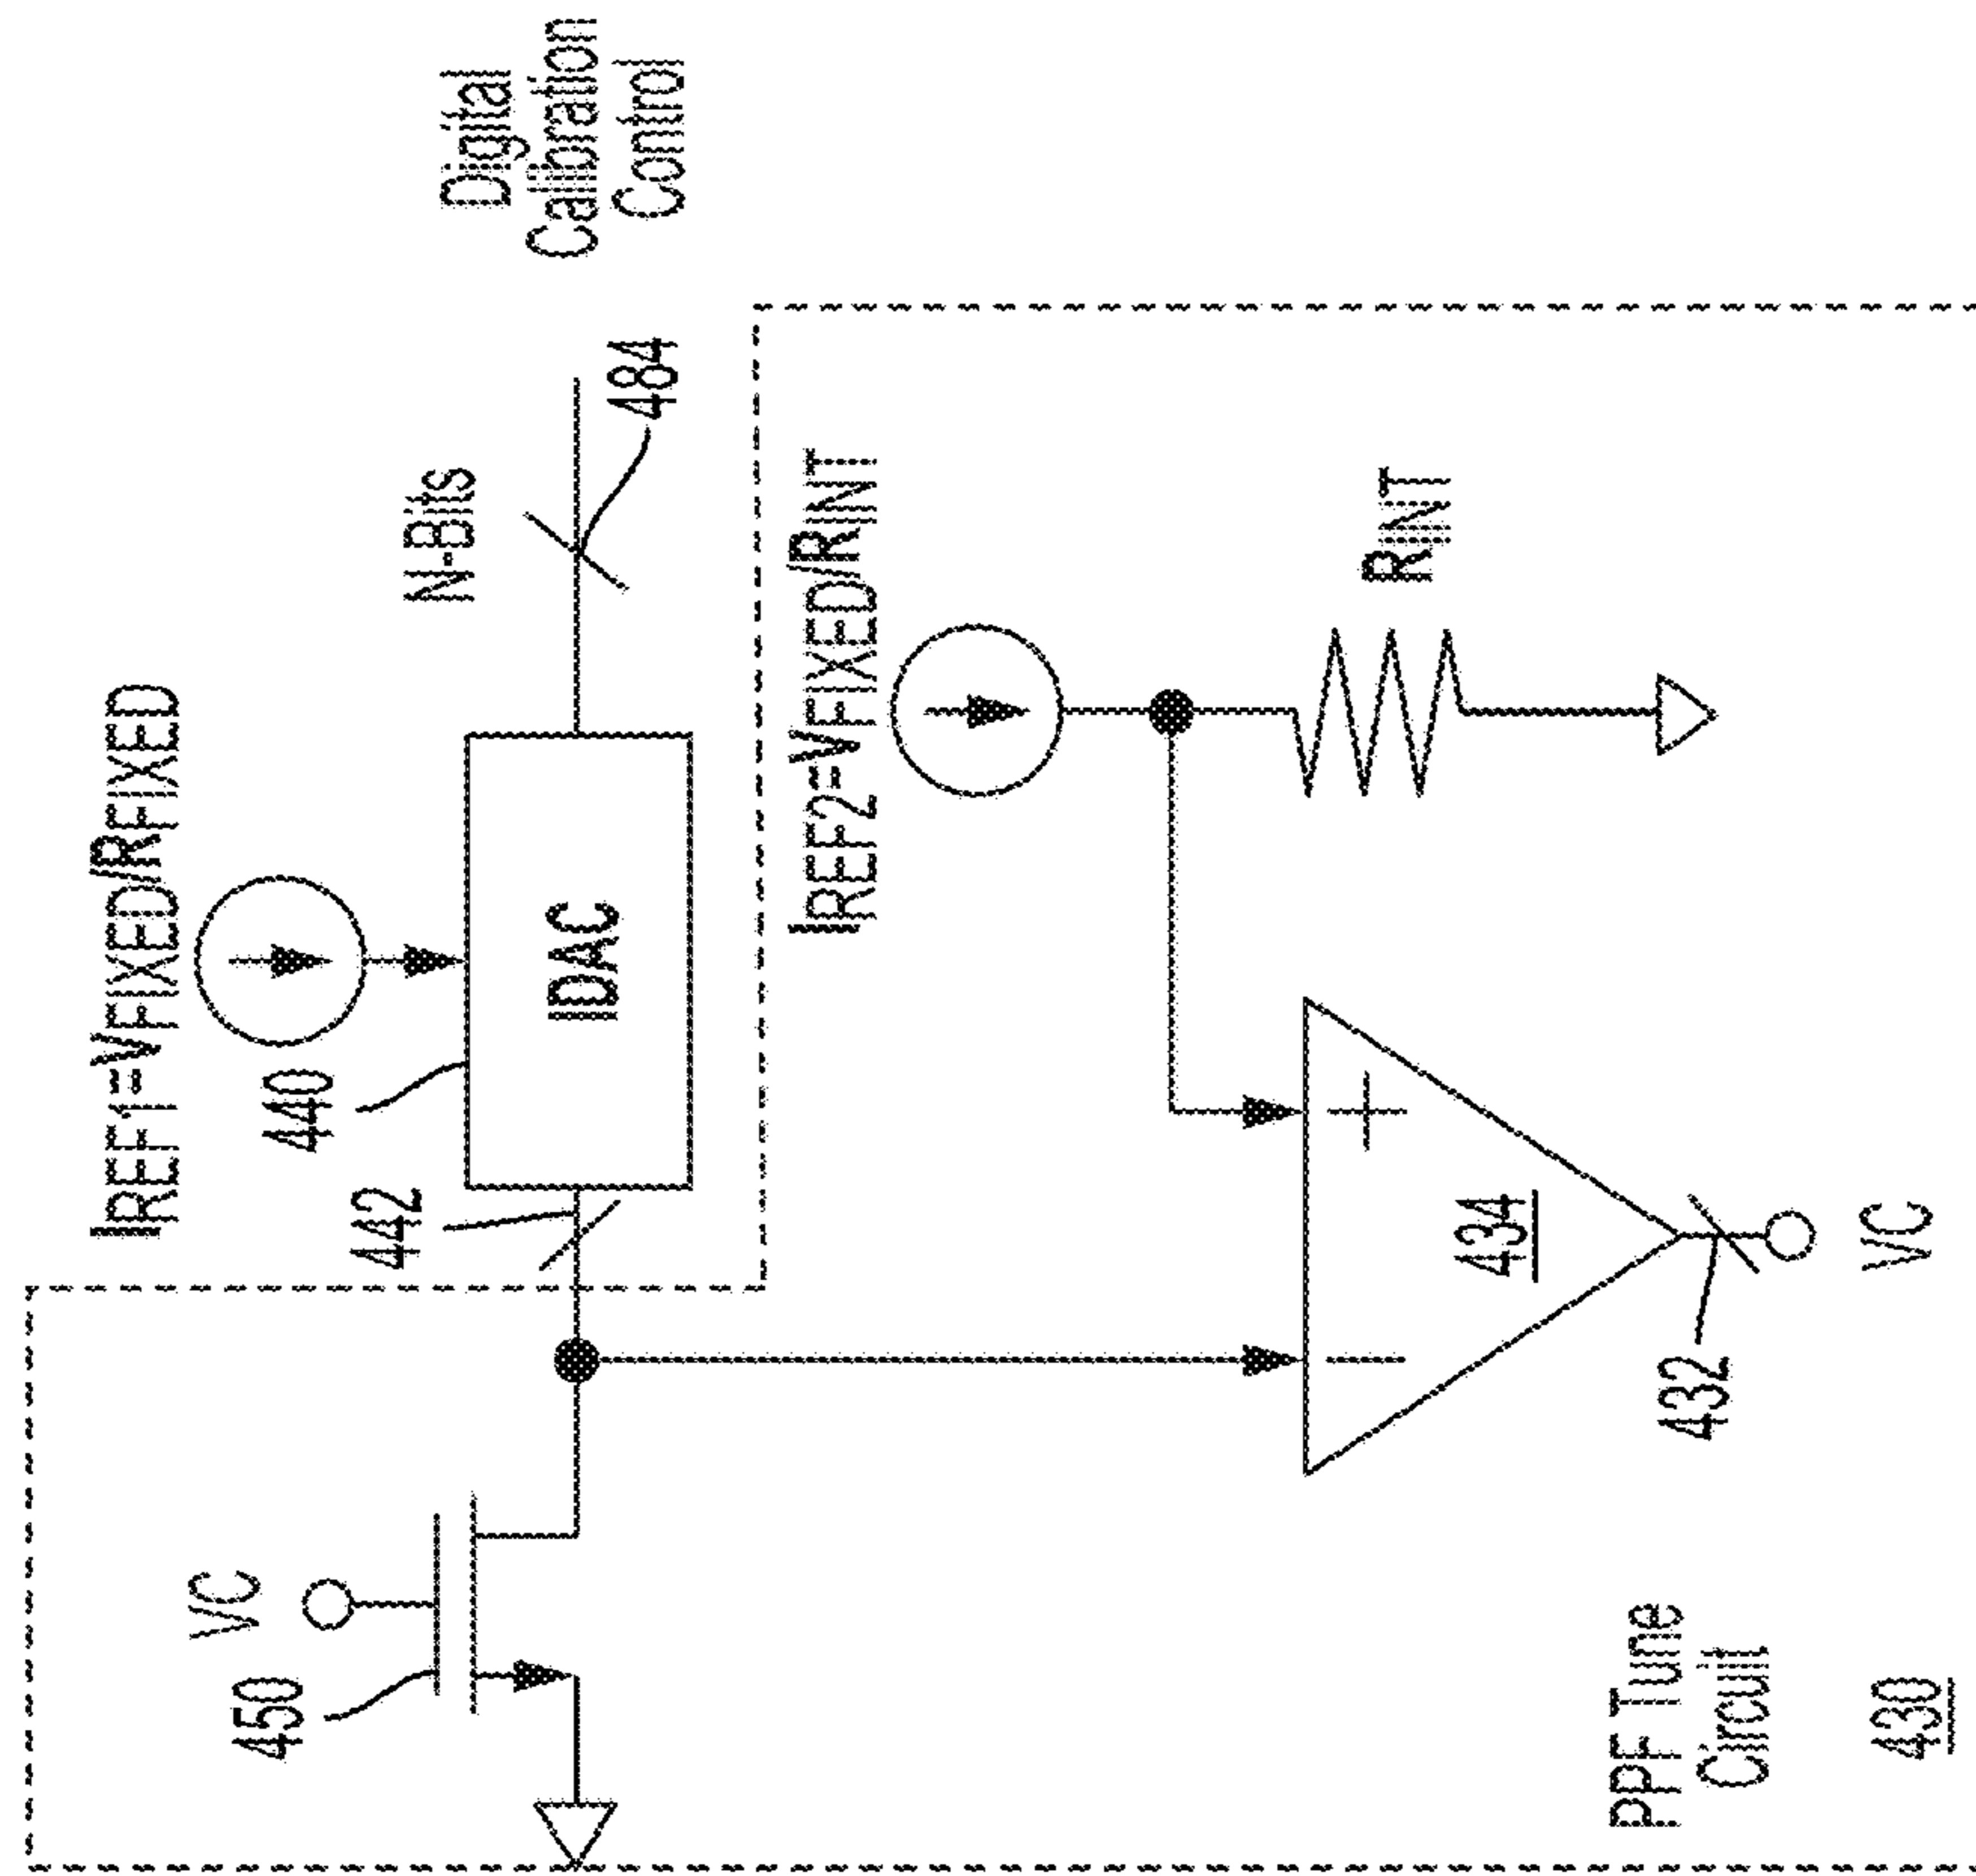 Digital
Calibration
Control
N-Bits
484
IREF1=VFIXED/RFIXED
440
IDAC
442
IREF2=VFIXED/RINT
RINT
VC
450
+
−
434
432
VC
PPF Tune
Circuit
430